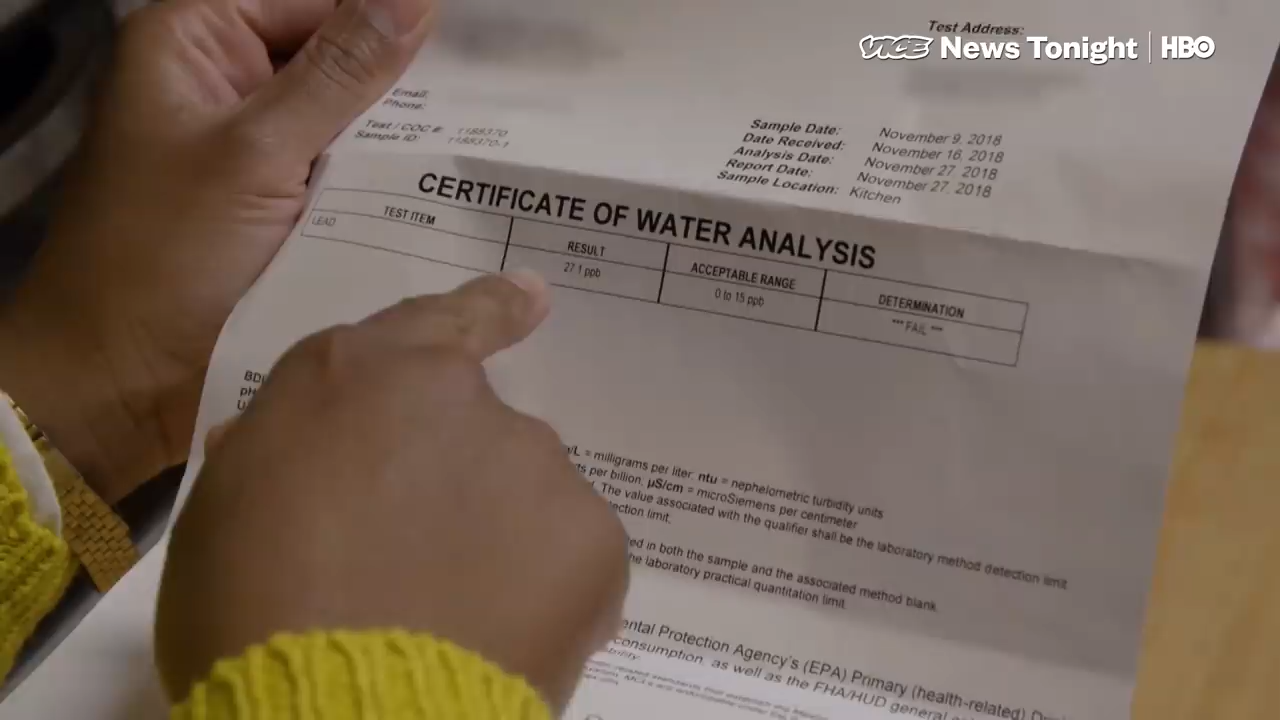 Test Address:
VICE News Tonight | HBO
Email:
Phone:
Test / COC #: 1188370
Sample ID: 1188370-1
Sample Date: November 9, 2018
Date Received: November 16, 2018
Analysis Date: November 27, 2018
Report Date: November 27, 2018
Sample Location: Kitchen
CERTIFICATE OF WATER ANALYSIS
TEST ITEM RESULT ACCEPTABLE RANGE DETERMINATION
LEAD 27.1 ppb 0 to 15 ppb *** FAIL ***
= milligrams per liter; ntu = nephelometric turbidity units
per billion, µS/cm = microSiemens per centimeter
The value associated with the qualifier shall be the laboratory method detection limit
limit.
in both the sample and the associated method blank.
laboratory practical quantitation limit.
Protection Agency's (EPA) Primary (health-related)
consumption, as well as the FHA/HUD general